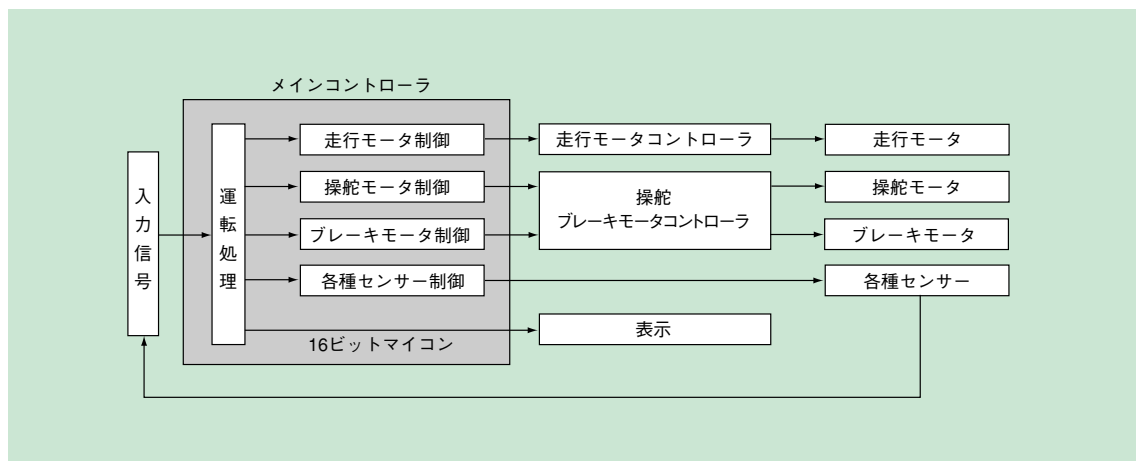 メインコントローラ
入力信号
運転処理
走行モータ制御
走行モータコントローラ
走行モータ
操舵モータ制御
操舵
ブレーキモータコントローラ
操舵モータ
ブレーキモータ制御
ブレーキモータ
各種センサー制御
各種センサー
表示
16ビットマイコン